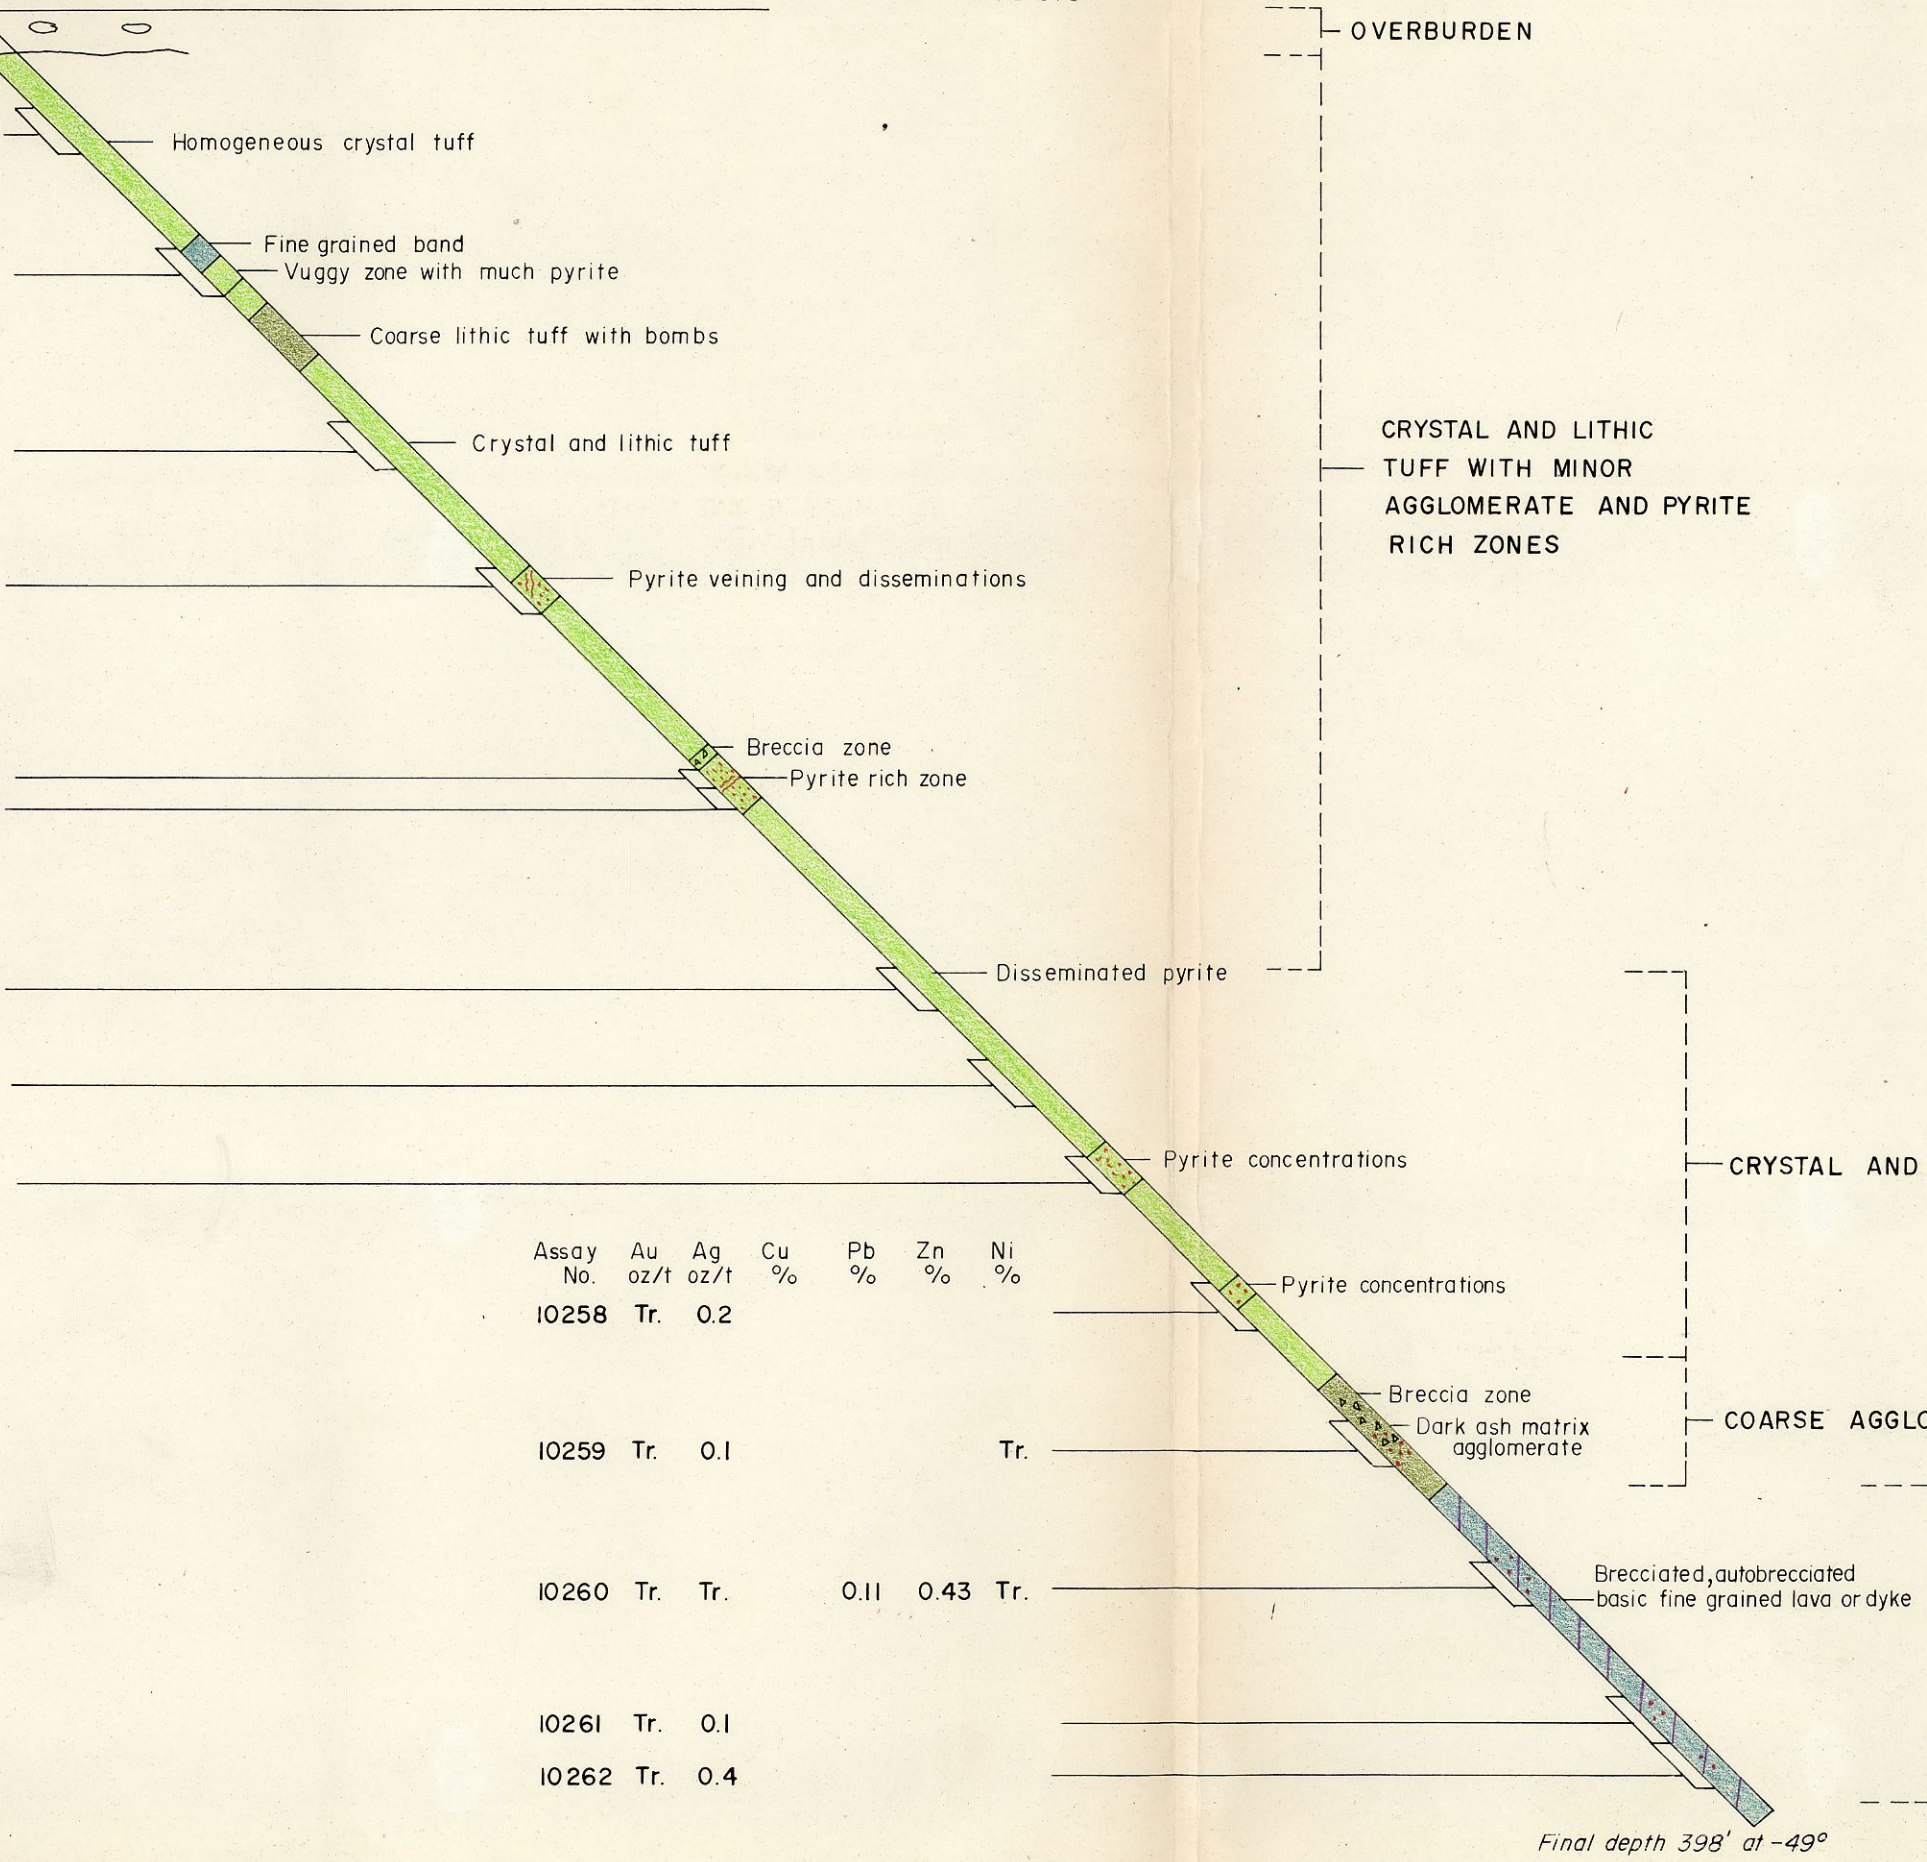 OVERBURDEN
Homogeneous crystal tuff
Fine grained band
Vuggy zone with much pyrite
Coarse lithic tuff with bombs
Crystal and lithic tuff
CRYSTAL AND LITHIC
TUFF WITH MINOR
AGGLOMERATE AND PYRITE
RICH ZONES
Pyrite veining and disseminations
Breccia zone
Pyrite rich zone
Disseminated pyrite
Pyrite concentrations
CRYSTAL AND
Assay Au Ag Cu Pb Zn Ni
No. oz/t oz/t % % % %
10258 Tr. 0.2
Pyrite concentrations
Breccia zone
Dark ash matrix
agglomerate
COARSE AGGLO
10259 Tr. 0.1 Tr.
Brecciated, autobrecciated
basic fine grained lava or dyke
10260 Tr. Tr. 0.11 0.43 Tr.
10261 Tr. 0.1
10262 Tr. 0.4
Final depth 398' at -49°